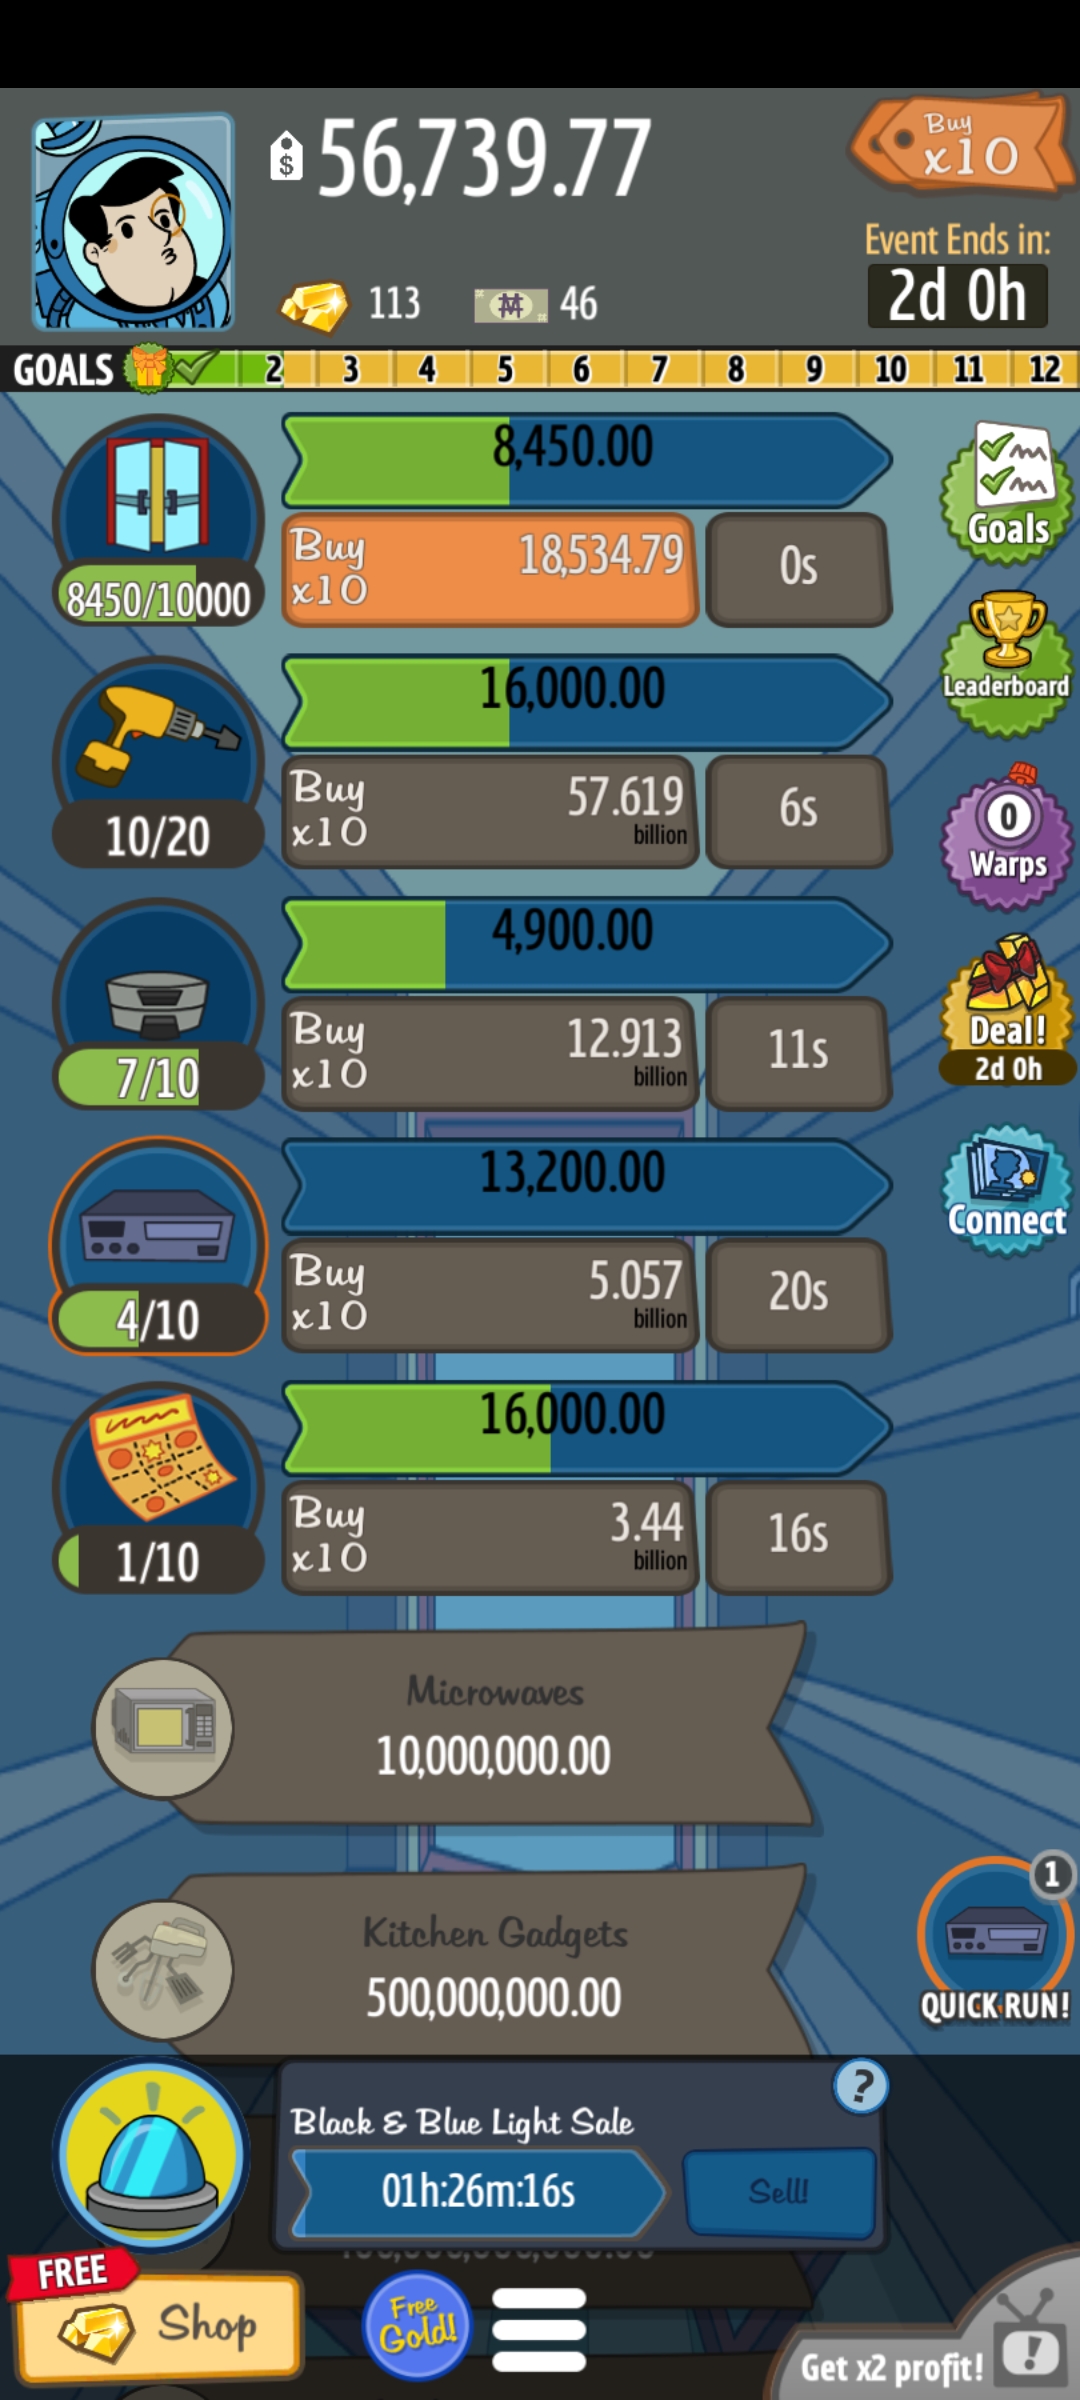 $ 56,739.77
Buy
x10
Event Ends in:
2d 0h
113
46
GOALS 2 3 4 5 6 7 8 9 10 11 12
8,450.00
Buy
x10
18,534.79
0s
8450/10000
Goals
16,000.00
Leaderboard
Buy
x10
57.619
billion
6s
10/20
0
Warps
4,900.00
Buy
x10
12.913
billion
11s
7/10
Deal!
2d 0h
13,200.00
Connect
Buy
x10
5.057
billion
20s
4/10
16,000.00
Buy
x10
3.44
billion
16s
1/10
Microwaves
10,000,000.00
Kitchen Gadgets
500,000,000.00
1
QUICK RUN!
Black & Blue Light Sale
?
01h:26m:16s
Sell!
FREE
Shop
Free
Gold!
Get x2 profit!